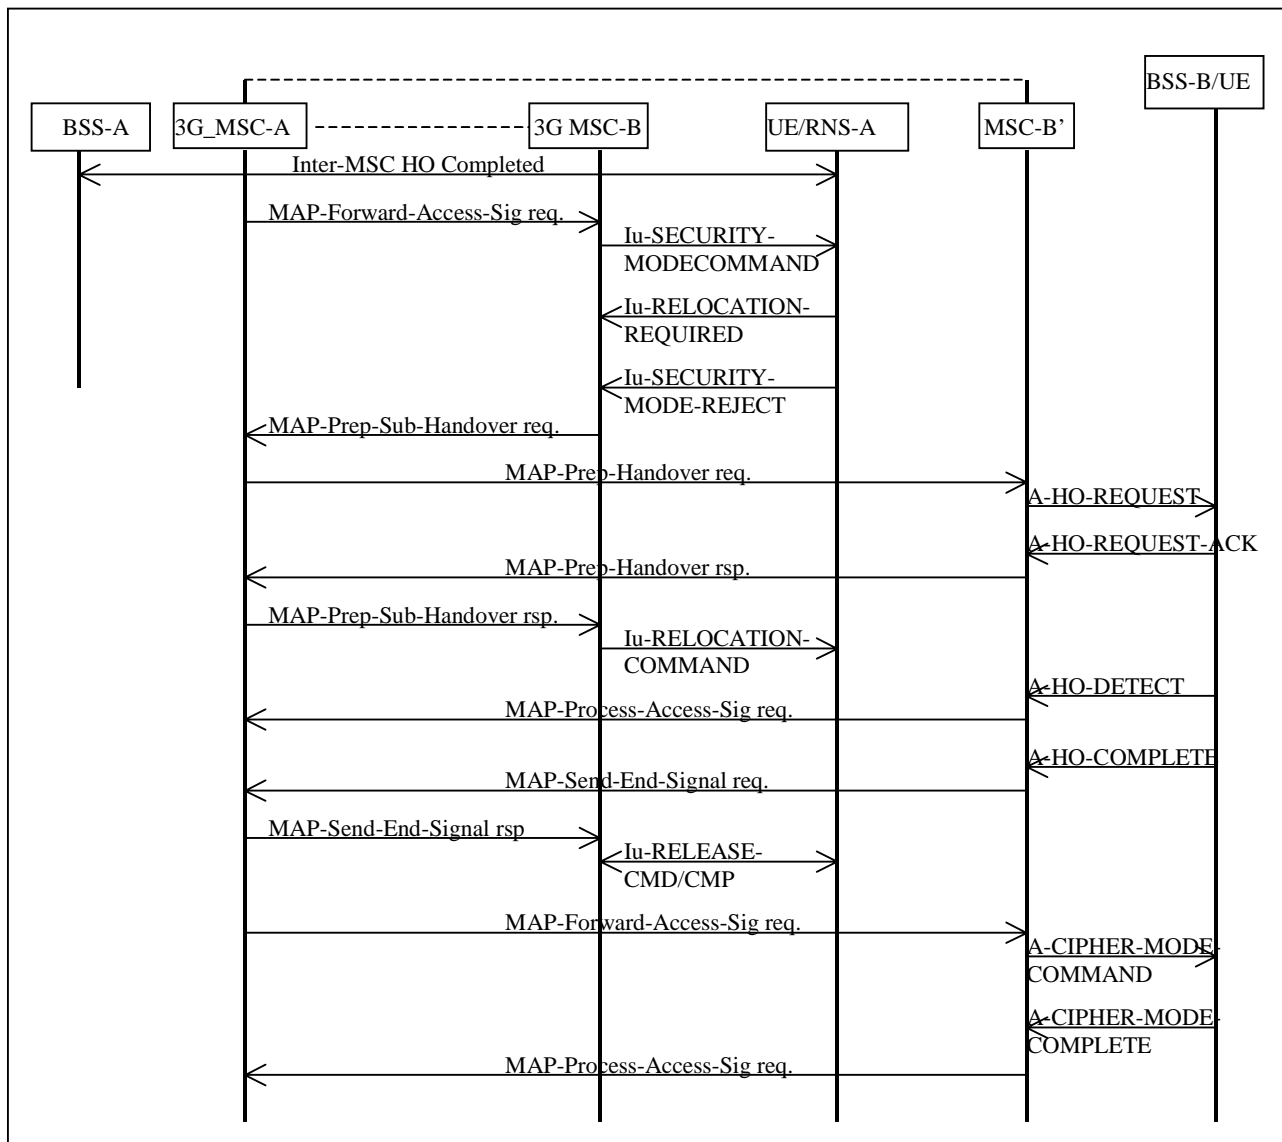 BSS-B/UE
BSS-A
3G_MSC-A
3G MSC-B
UE/RNS-A
MSC-B’
Inter-MSC HO Completed
MAP-Forward-Access-Sig req.
Iu-SECURITY-
MODECOMMAND
Iu-RELOCATION-
REQUIRED
Iu-SECURITY-
MODE-REJECT
MAP-Prep-Sub-Handover req.
MAP-Prep-Handover req.
A-HO-REQUEST
A-HO-REQUEST-ACK
MAP-Prep-Handover rsp.
MAP-Prep-Sub-Handover rsp.
Iu-RELOCATION-
COMMAND
A-HO-DETECT
MAP-Process-Access-Sig req.
A-HO-COMPLETE
MAP-Send-End-Signal req.
MAP-Send-End-Signal rsp
Iu-RELEASE-
CMD/CMP
MAP-Forward-Access-Sig req.
A-CIPHER-MODE-
COMMAND
A-CIPHER-MODE-
COMPLETE
MAP-Process-Access-Sig req.